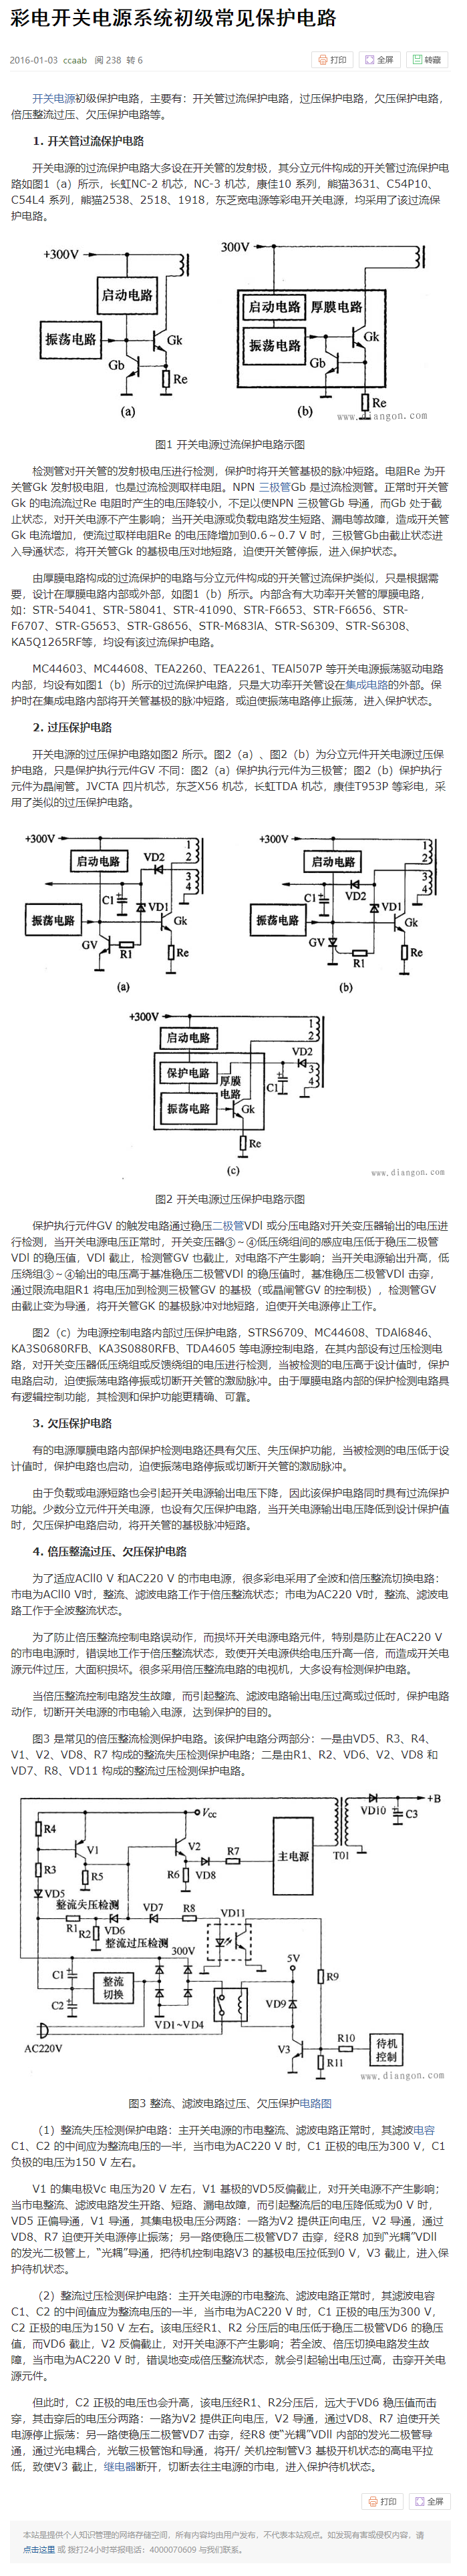 彩电开关电源系统初级常见保护电路
2016-01-03 ccaab 阅 238 转 6
打印 全屏 转藏
开关电源初级保护电路，主要有：开关管过流保护电路，过压保护电路，欠压保护电路，
倍压整流过压、欠压保护电路等。
1. 开关管过流保护电路
开关电源的过流保护电路大多设在开关管的发射极，其分立元件构成的开关管过流保护电
路如图1（a）所示，长虹NC-2 机芯，NC-3 机芯，康佳10 系列，熊猫3631、C54P10、
C54L4 系列，熊猫2538、2518、1918，东芝宽电源等彩电开关电源，均采用了该过流保
护电路。
+300V
启动电路
振荡电路
Gk
Gb
Re
(a)
300V
启动电路
厚膜电路
振荡电路
Gk
Gb
Re
(b)
www.diangon.com
图1 开关电源过流保护电路示图
检测管对开关管的发射极电压进行检测，保护时将开关管基极的脉冲短路。电阻Re 为开
关管Gk 发射极电阻，也是过流检测取样电阻。NPN 三极管Gb 是过流检测管。正常时开关管
Gk 的电流流过Re 电阻时产生的电压降较小，不足以使NPN 三极管Gb 导通，而Gb 处于截
止状态，对开关电源不产生影响；当开关电源或负载电路发生短路、漏电等故障，造成开关管
Gk 电流增加，使流过取样电阻Re 的电压降增加到0.6～0.7 V 时，三极管Gb由截止状态进
入导通状态，将开关管Gk 的基极电压对地短路，迫使开关管停振，进入保护状态。
由厚膜电路构成的过流保护的电路与分立元件构成的开关管过流保护类似，只是根据需
要，设计在厚膜电路内部或外部，如图1（b）所示。内部含有大功率开关管的厚膜电路，
如：STR-54041、STR-58041、STR-41090、STR-F6653、STR-F6656、STR-
F6707、STR-G5653、STR-G8656、STR-M683lA、STR-S6309、STR-S6308、
KA5Q1265RF等，均设有该过流保护电路。
MC44603、MC44608、TEA2260、TEA2261、TEAl507P 等开关电源振荡驱动电路
内部，均设有如图1（b）所示的过流保护电路，只是大功率开关管设在集成电路的外部。保
护时在集成电路内部将开关管基极的脉冲短路，或迫使振荡电路停止振荡，进入保护状态。
2. 过压保护电路
开关电源的过压保护电路如图2 所示。图2（a）、图2（b）为分立元件开关电源过压保
护电路，只是保护执行元件GV 不同：图2（a）保护执行元件为三极管；图2（b）保护执行
元件为晶闸管。JVCTA 四片机芯，东芝X56 机芯，长虹TDA 机芯，康佳T953P 等彩电，采
用了类似的过压保护电路。
+300V
启动电路
VD2
1
2
3
4
C1
VD1
振荡电路
Gk
GV
R1
Re
(a)
+300V
启动电路
VD2
1
2
3
4
C1
VD1
振荡电路
Gk
GV
R1
Re
(b)
+300V
启动电路
1
2
VD2
保护电路
厚膜
电路
3
4
C1
振荡电路
Gk
Re
(c)
www.diangon.com
图2 开关电源过压保护电路示图
保护执行元件GV 的触发电路通过稳压二极管VDl 或分压电路对开关变压器输出的电压进
行检测，当开关电源电压正常时，开关变压器③～④低压绕组间的感应电压低于稳压二极管
VDl 的稳压值，VDl 截止，检测管GV 也截止，对电路不产生影响；当开关电源输出升高，低
压绕组③～④输出的电压高于基准稳压二极管VDl 的稳压值时，基准稳压二极管VDl 击穿，
通过限流电阻R1 将电压加到检测三极管GV 的基极（或晶闸管GV 的控制极），检测管GV
由截止变为导通，将开关管GK 的基极脉冲对地短路，迫使开关电源停止工作。
图2（c）为电源控制电路内部过压保护电路，STRS6709、MC44608、TDAl6846、
KA3S0680RFB、KA3S0880RFB、TDA4605 等电源控制电路，在其内部设有过压检测电
路，对开关变压器低压绕组或反馈绕组的电压进行检测，当被检测的电压高于设计值时，保护
电路启动，迫使振荡电路停振或切断开关管的激励脉冲。由于厚膜电路内部的保护检测电路具
有逻辑控制功能，其检测和保护功能更精确、可靠。
3. 欠压保护电路
有的电源厚膜电路内部保护检测电路还具有欠压、失压保护功能，当被检测的电压低于设
计值时，保护电路也启动，迫使振荡电路停振或切断开关管的激励脉冲。
由于负载或电源短路也会引起开关电源输出电压下降，因此该保护电路同时具有过流保护
功能。少数分立元件开关电源，也设有欠压保护电路，当开关电源输出电压降低到设计保护值
时，欠压保护电路启动，将开关管的基极脉冲短路。
4. 倍压整流过压、欠压保护电路
为了适应ACll0 V 和AC220 V 的市电电源，很多彩电采用了全波和倍压整流切换电路：
市电为ACll0 V时，整流、滤波电路工作于倍压整流状态；市电为AC220 V时，整流、滤波电
路工作于全波整流状态。
为了防止倍压整流控制电路误动作，而损坏开关电源电路元件，特别是防止在AC220 V
的市电电源时，错误地工作于倍压整流状态，致使开关电源供给电压升高一倍，而造成开关电
源元件过压，大面积损坏。很多采用倍压整流电路的电视机，大多设有检测保护电路。
当倍压整流控制电路发生故障，而引起整流、滤波电路输出电压过高或过低时，保护电路
动作，切断开关电源的市电输入电源，达到保护的目的。
图3 是常见的倍压整流检测保护电路。该保护电路分两部分：一是由VD5、R3、R4、
V1、V2、VD8、R7 构成的整流失压检测保护电路；二是由R1、R2、VD6、V2、VD8 和
VD7、R8、VD11 构成的整流过压检测保护电路。
VD10
+B
C3
T01
Vcc
R4
V1
V2
R7
主电源
R3
R5
R6
VD8
VD5
整流失压检测
VD7
R8
VD11
R1
R2
VD6
整流过压检测
300V
5V
C1
整流
切换
C2
VD9
R9
VD1~VD4
V3
R10
待机
控制
R11
AC220V
www.diangon.com
图3 整流、滤波电路过压、欠压保护电路图
（1）整流失压检测保护电路：主开关电源的市电整流、滤波电路正常时，其滤波电容
C1、C2 的中间应为整流电压的一半，当市电为AC220 V 时，C1 正极的电压为300 V，C1
负极的电压为150 V 左右。
V1 的集电极Vc 电压为20 V 左右，V1 基极的VD5反偏截止，对开关电源不产生影响；
当市电整流、滤波电路发生开路、短路、漏电故障，而引起整流后的电压降低或为0 V 时，
VD5 正偏导通，V1 导通，其集电极电压分两路：一路为V2 提供正向电压，V2 导通，通过
VD8、R7 迫使开关电源停止振荡；另一路使稳压二极管VD7 击穿，经R8 加到“光耦”VDll
的发光二极管上，“光耦”导通，把待机控制电路V3 的基极电压拉低到0 V，V3 截止，进入保
护待机状态。
（2）整流过压检测保护电路：主开关电源的市电整流、滤波电路正常时，其滤波电容
C1、C2 的中间值应为整流电压的一半，当市电为AC220 V 时，C1 正极的电压为300 V，
C2 正极的电压为150 V 左右。该电压经R1、R2 分压后的电压低于稳压二极管VD6 的稳压
值，而VD6 截止，V2 反偏截止，对开关电源不产生影响；若全波、倍压切换电路发生故
障，当市电为AC220 V 时，错误地变成倍压整流状态，就会引起输出电压过高，击穿开关电
源元件。
但此时，C2 正极的电压也会升高，该电压经R1、R2分压后，远大于VD6 稳压值而击
穿，其击穿后的电压分两路：一路为V2 提供正向电压，V2 导通，通过VD8、R7 迫使开关
电源停止振荡：另一路使稳压二极管VD7 击穿，经R8 使“光耦”VDll 内部的发光二极管导
通，通过光电耦合，光敏三极管饱和导通，将开/ 关机控制管V3 基极开机状态的高电平拉
低，致使V3 截止，继电器断开，切断去往主电源的市电，进入保护待机状态。
打印 全屏
本站是提供个人知识管理的网络存储空间，所有内容均由用户发布，不代表本站观点。如发现有害或侵权内容，请
点击这里 或 拨打24小时举报电话：4000070609 与我们联系。